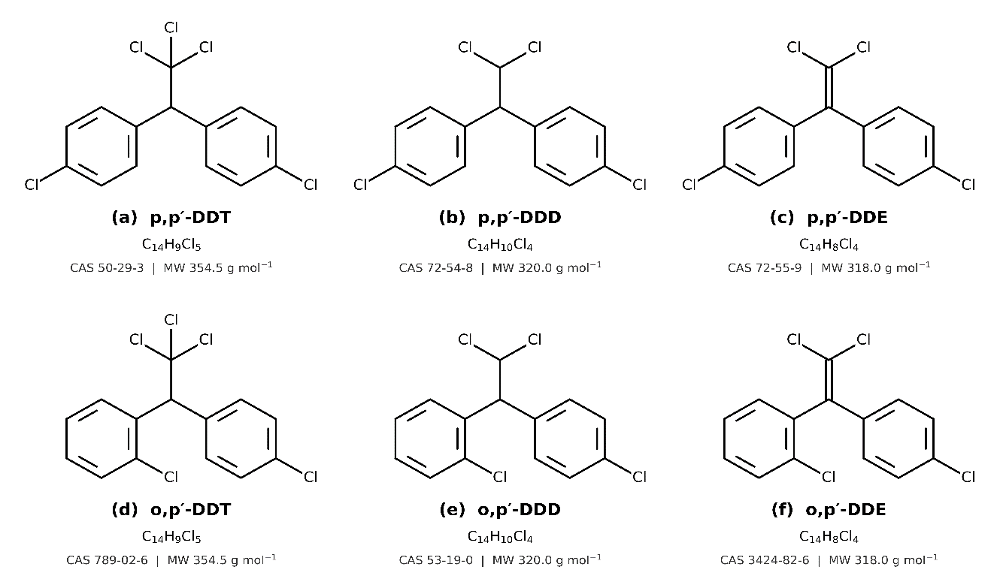 Cl
Cl Cl
Cl Cl
(a) p,p′-DDT
C₁₄H₉Cl₅
CAS 50-29-3 | MW 354.5 g mol⁻¹
Cl Cl
Cl Cl
(b) p,p′-DDD
C₁₄H₁₀Cl₄
CAS 72-54-8 | MW 320.0 g mol⁻¹
Cl Cl
Cl Cl
(c) p,p′-DDE
C₁₄H₈Cl₄
CAS 72-55-9 | MW 318.0 g mol⁻¹
Cl
Cl Cl
Cl Cl
(d) o,p′-DDT
C₁₄H₉Cl₅
CAS 789-02-6 | MW 354.5 g mol⁻¹
Cl Cl
Cl Cl
(e) o,p′-DDD
C₁₄H₁₀Cl₄
CAS 53-19-0 | MW 320.0 g mol⁻¹
Cl Cl
Cl Cl
(f) o,p′-DDE
C₁₄H₈Cl₄
CAS 3424-82-6 | MW 318.0 g mol⁻¹